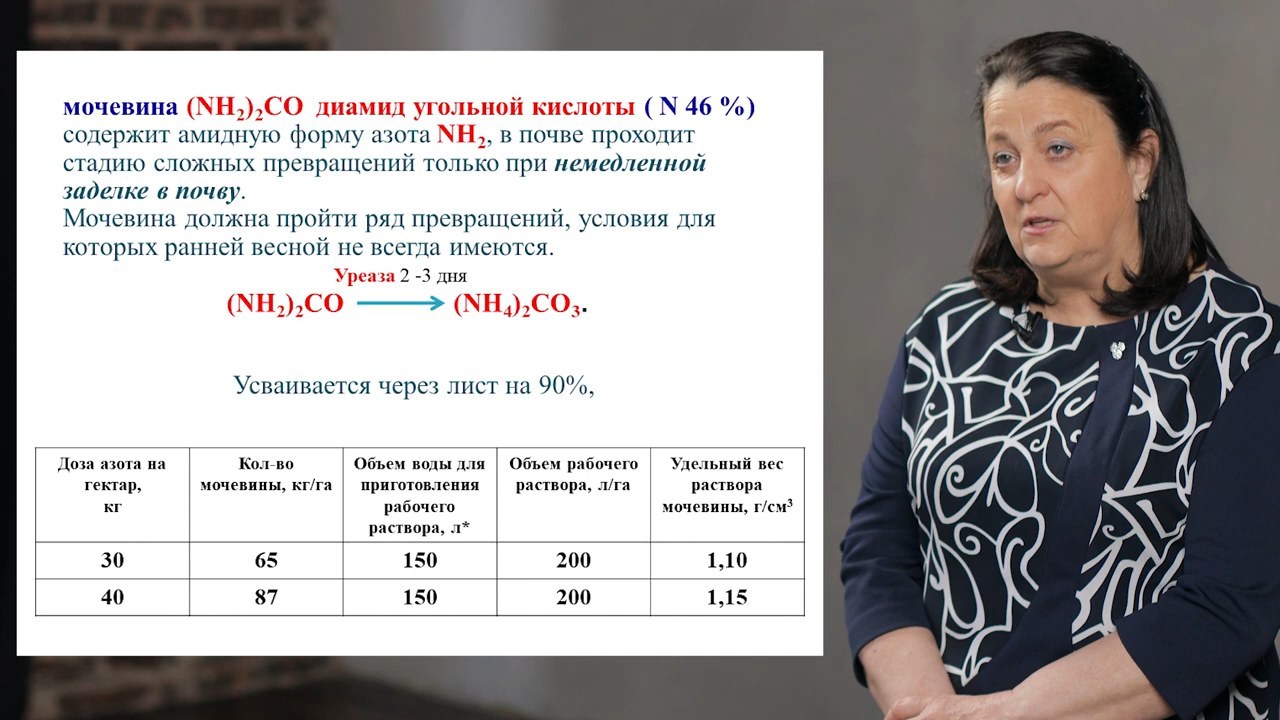 мочевина (NH₂)₂CO диамид угольной кислоты ( N 46 %)
содержит амидную форму азота NH₂, в почве проходит
стадию сложных превращений только при немедленной
заделке в почву.
Мочевина должна пройти ряд превращений, условия для
которых ранней весной не всегда имеются.
Уреаза 2 -3 дня
(NH₂)₂CO ⟶ (NH₄)₂CO₃.
Усваивается через лист на 90%,
Доза азота на гектар, кг | Кол-во мочевины, кг/га | Объем воды для приготовления рабочего раствора, л* | Объем рабочего раствора, л/га | Удельный вес раствора мочевины, г/см³
30 | 65 | 150 | 200 | 1,10
40 | 87 | 150 | 200 | 1,15